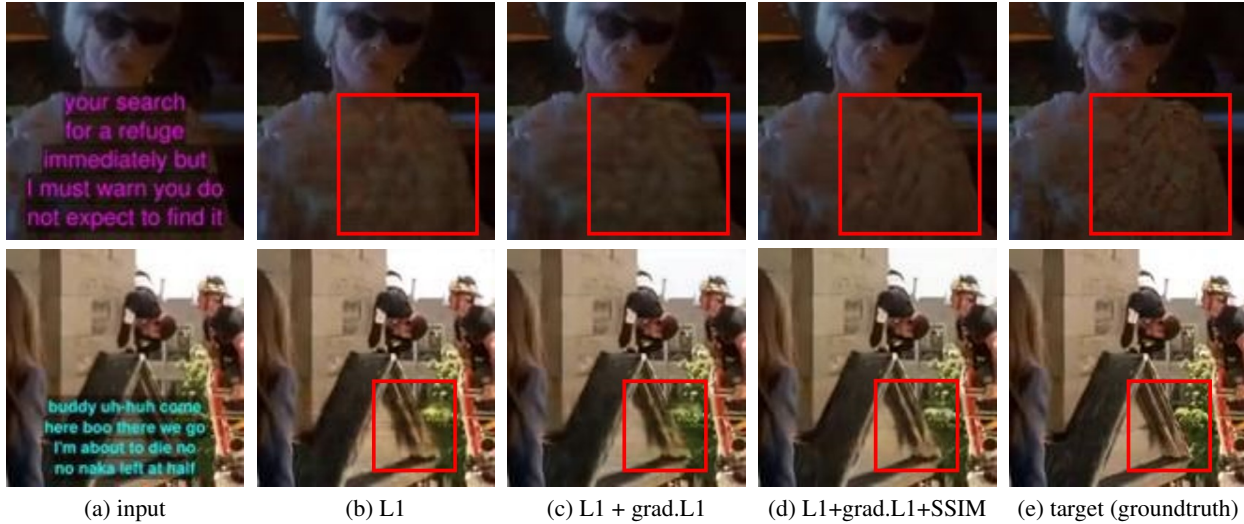 your search
for a refuge
immediately but
I must warn you do
not expect to find it
buddy uh-huh come
here boo there we go
I'm about to die no
no naka left at half
(a) input
(b) L1
(c) L1 + grad.L1
(d) L1+grad.L1+SSIM
(e) target (groundtruth)